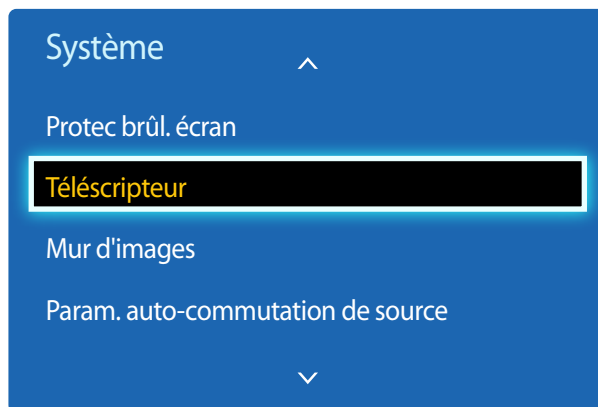 Système
Protec brûl. écran
Téléscripteur
Mur d'images
Param. auto-commutation de source